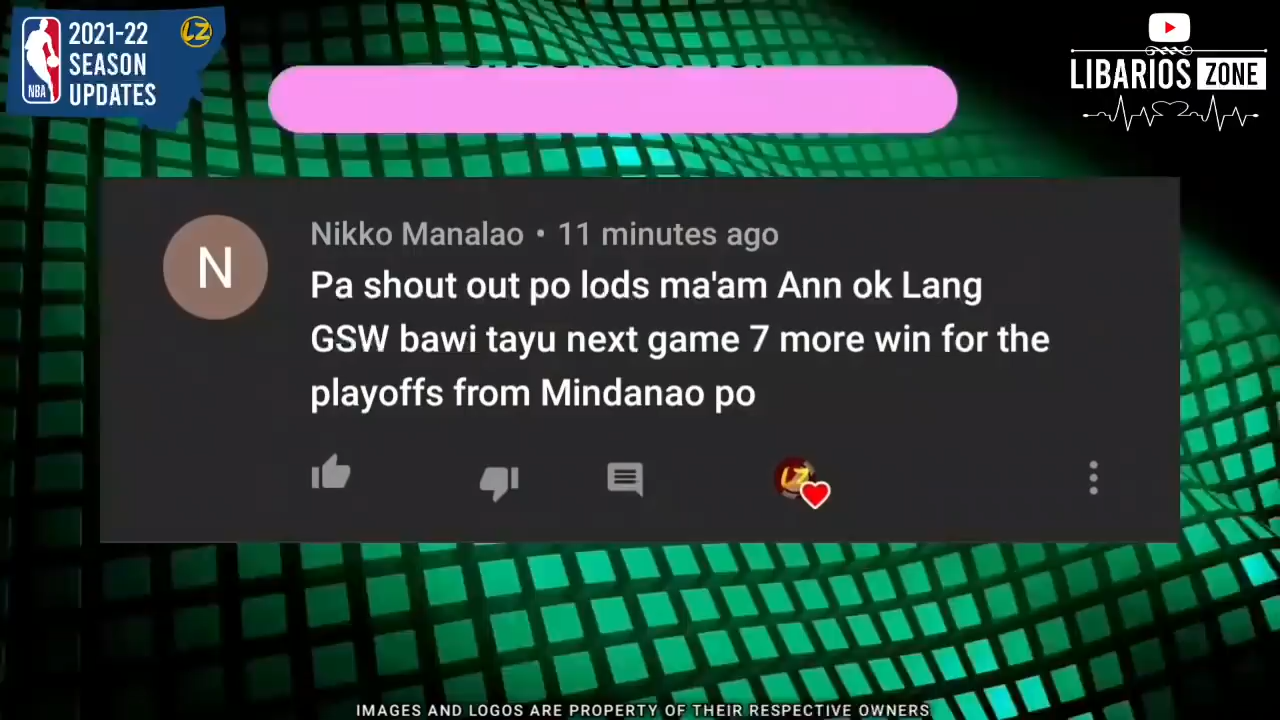 2021-22
SEASON
UPDATES
NBA
LZ
LIBARIOS ZONE
Nikko Manalao • 11 minutes ago
Pa shout out po lods ma'am Ann ok Lang
GSW bawi tayu next game 7 more win for the
playoffs from Mindanao po
LZ
IMAGES AND LOGOS ARE PROPERTY OF THEIR RESPECTIVE OWNERS